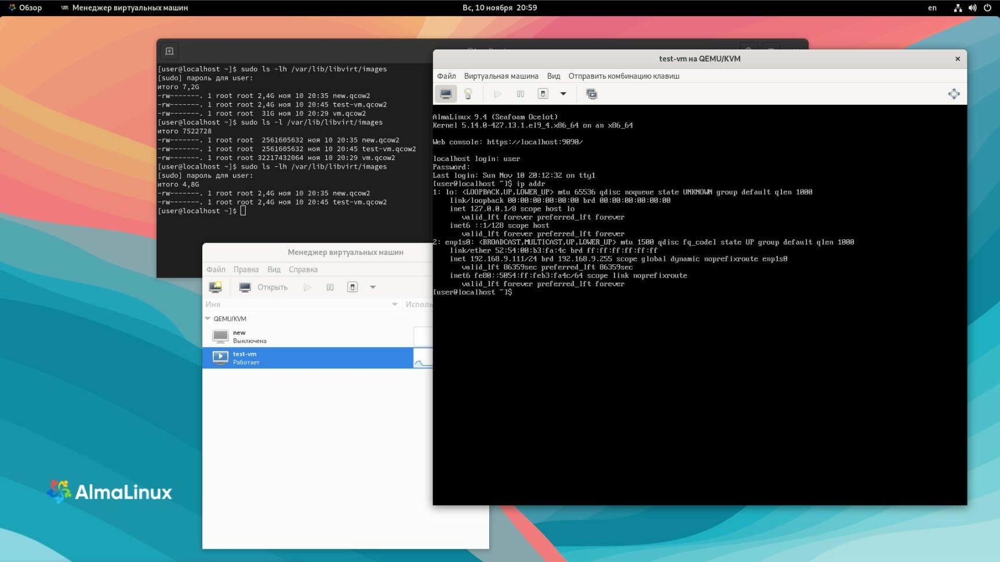 Обзор
Менеджер виртуальных машин
Вс, 10 ноября 20:59
en
[user@localhost ~]$ sudo ls -lh /var/lib/libvirt/images
[sudo] пароль для user:
итого 7,2G
-rw-------. 1 root root 2,4G ноя 10 20:35 new.qcow2
-rw-------. 1 root root 2,4G ноя 10 20:45 test-vm.qcow2
-rw-------. 1 root root  31G ноя 10 20:29 vm.qcow2
[user@localhost ~]$ sudo ls -l /var/lib/libvirt/images
итого 7522728
-rw-------. 1 root root  2561605632 ноя 10 20:35 new.qcow2
-rw-------. 1 root root  2561605632 ноя 10 20:45 test-vm.qcow2
-rw-------. 1 root root 32217432064 ноя 10 20:29 vm.qcow2
[user@localhost ~]$ sudo ls -lh /var/lib/libvirt/images
[sudo] пароль для user:
итого 4,8G
-rw-------. 1 root root 2,4G ноя 10 20:35 new.qcow2
-rw-------. 1 root root 2,4G ноя 10 20:45 test-vm.qcow2
[user@localhost ~]$
Менеджер виртуальных машин
Файл Правка Вид Справка
Открыть
Имя
Исполь
QEMU/KVM
new
Выключена
test-vm
Работает
test-vm на QEMU/KVM
Файл Виртуальная машина Вид Отправить комбинацию клавиш
AlmaLinux 9.4 (Seafoam Ocelot)
Kernel 5.14.0-427.13.1.el9_4.x86_64 on an x86_64
Web console: https://localhost:9090/
localhost login: user
Password:
Last login: Sun Nov 10 20:12:32 on tty1
[user@localhost ~]$ ip addr
1: lo: <LOOPBACK,UP,LOWER_UP> mtu 65536 qdisc noqueue state UNKNOWN group default qlen 1000
link/loopback 00:00:00:00:00:00 brd 00:00:00:00:00:00
inet 127.0.0.1/8 scope host lo
valid_lft forever preferred_lft forever
inet6 ::1/128 scope host
valid_lft forever preferred_lft forever
2: enp1s0: <BROADCAST,MULTICAST,UP,LOWER_UP> mtu 1500 qdisc fq_codel state UP group default qlen 1000
link/ether 52:54:00:b3:fa:4c brd ff:ff:ff:ff:ff:ff
inet 192.168.9.111/24 brd 192.168.9.255 scope global dynamic noprefixroute enp1s0
valid_lft 86359sec preferred_lft 86359sec
inet6 fe80::5054:ff:feb3:fa4c/64 scope link noprefixroute
valid_lft forever preferred_lft forever
[user@localhost ~]$
AlmaLinux